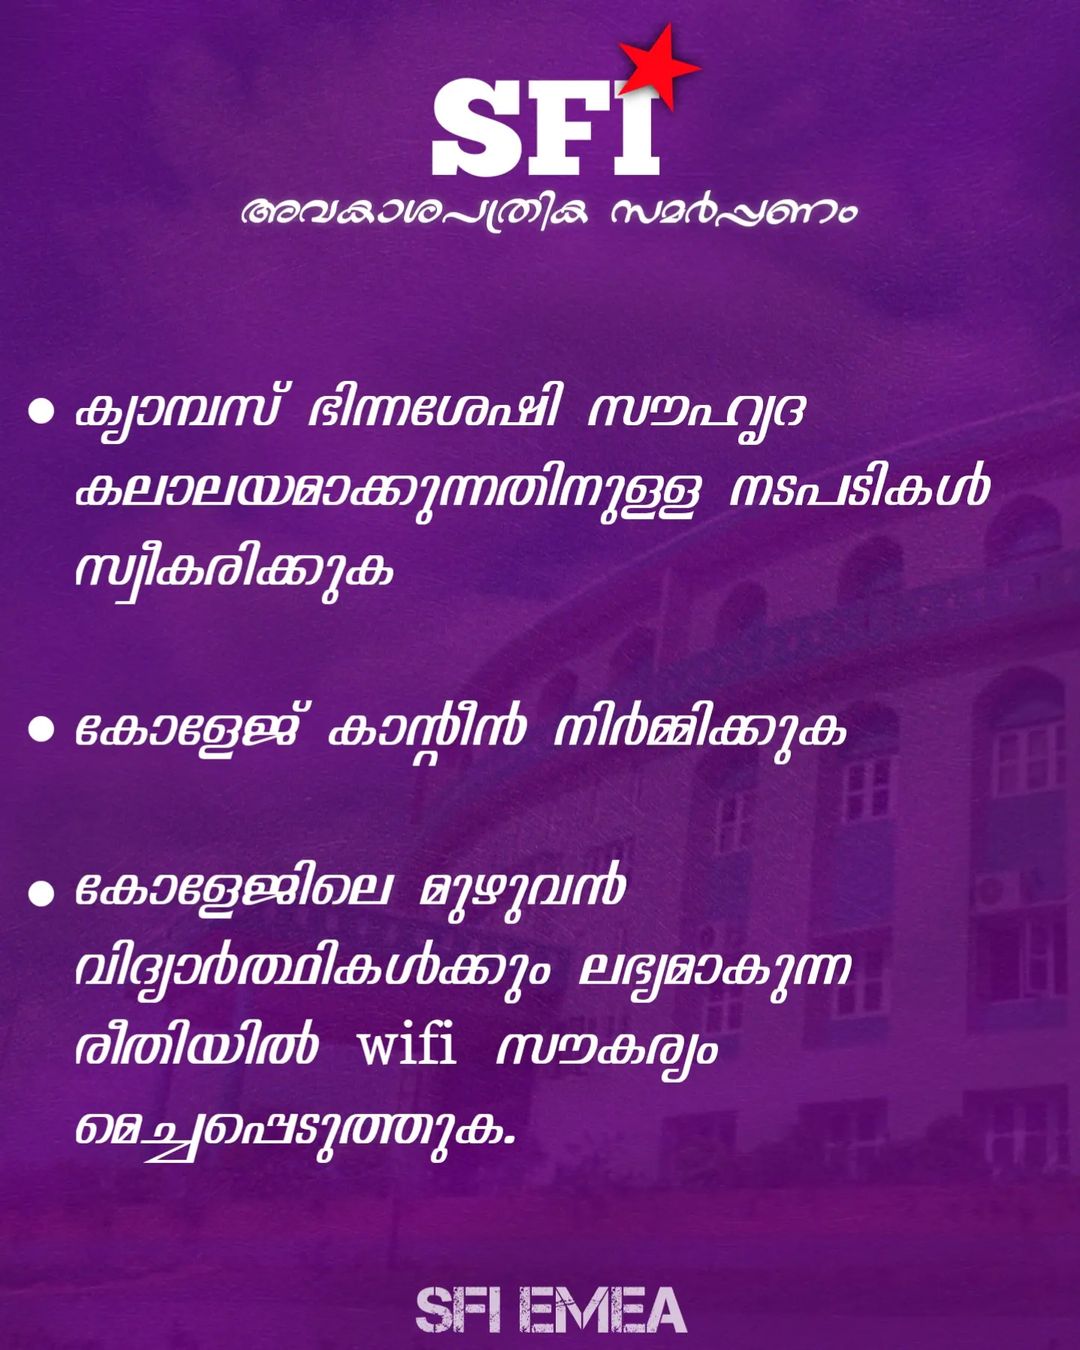 SFI
അവകാശപത്രിക സമർപ്പണം
• ക്യാമ്പസ് ഭിന്നശേഷി സൗഹൃദ
കലാലയമാക്കുന്നതിനുള്ള നടപടികൾ
സ്വീകരിക്കുക
• കോളേജ് കാന്റീൻ നിർമ്മിക്കുക
• കോളേജിലെ മുഴുവൻ
വിദ്യാർത്ഥികൾക്കും ലഭ്യമാകുന്ന
രീതിയിൽ wifi സൗകര്യം
മെച്ചപ്പെടുത്തുക.
SFI EMEA